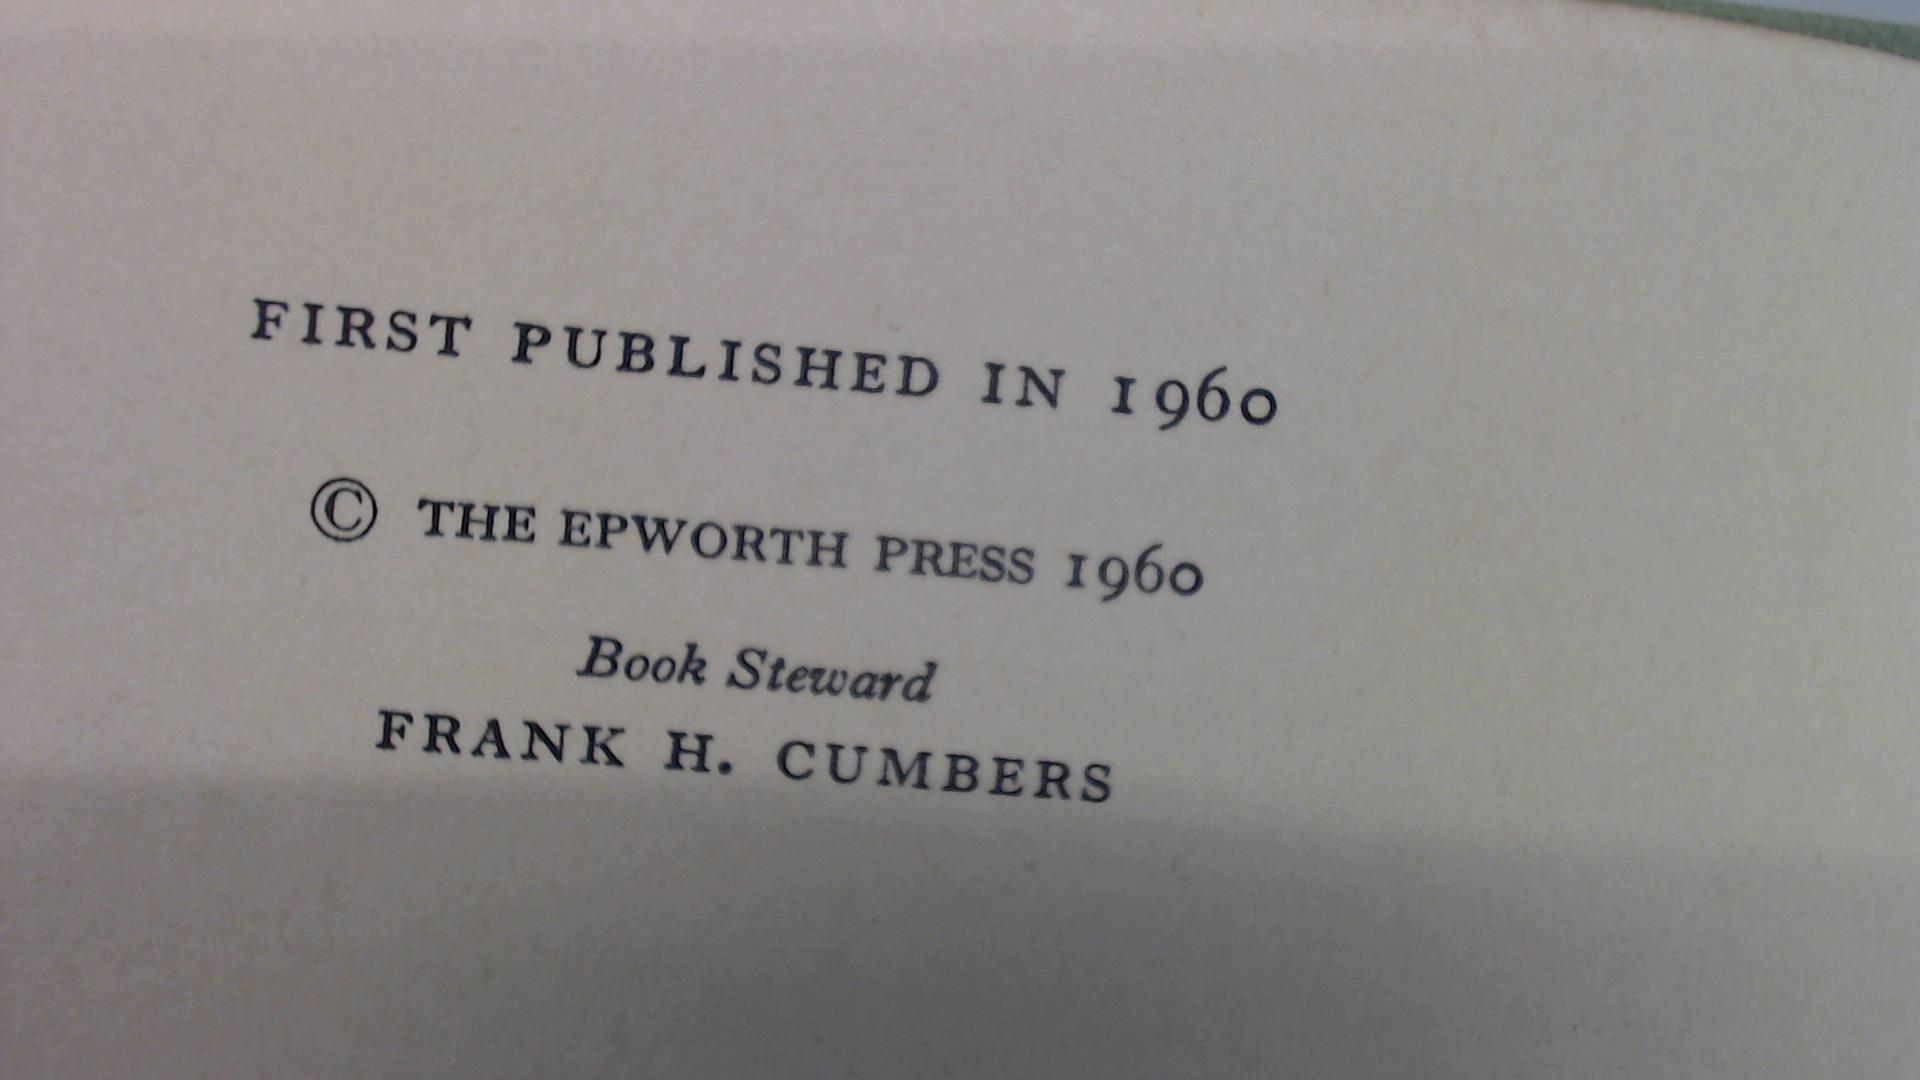 FIRST PUBLISHED IN 1960
© THE EPWORTH PRESS 1960
Book Steward
FRANK H. CUMBERS